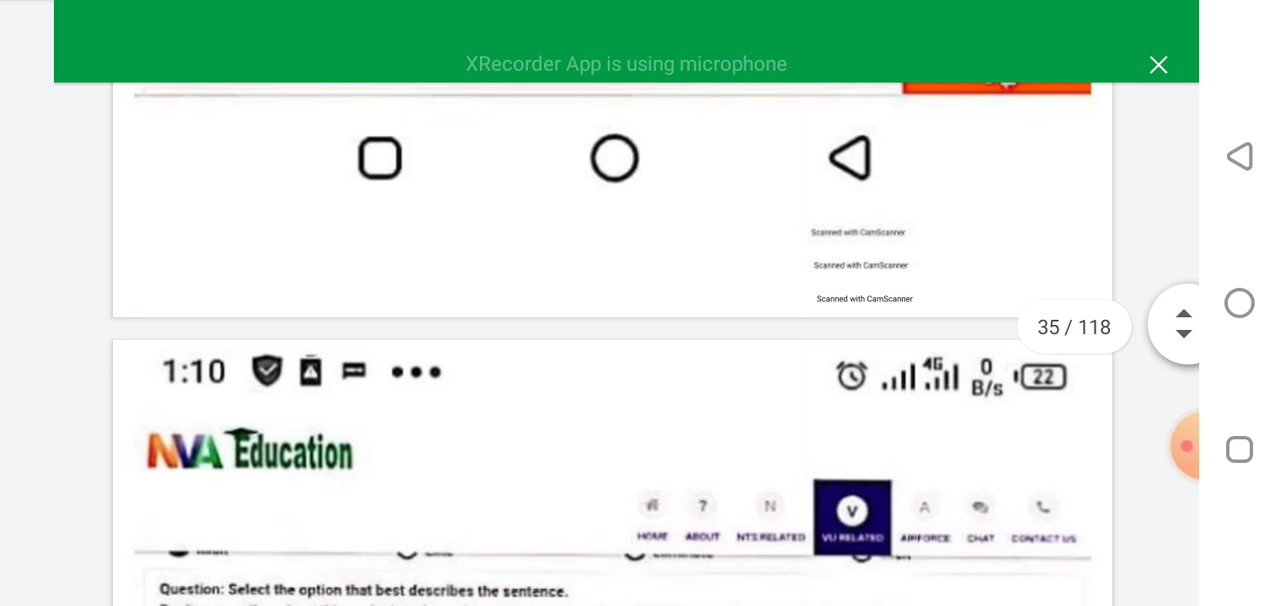 XRecorder App is using microphone
Scanned with CamScanner
Scanned with CamScanner
Scanned with CamScanner
35 / 118
1:10
4G 0 B/s 22
NVA Education
? N V A
HOME ABOUT NTS RELATED VU RELATED AIRFORCE CHAT CONTACT US
Question: Select the option that best describes the sentence.